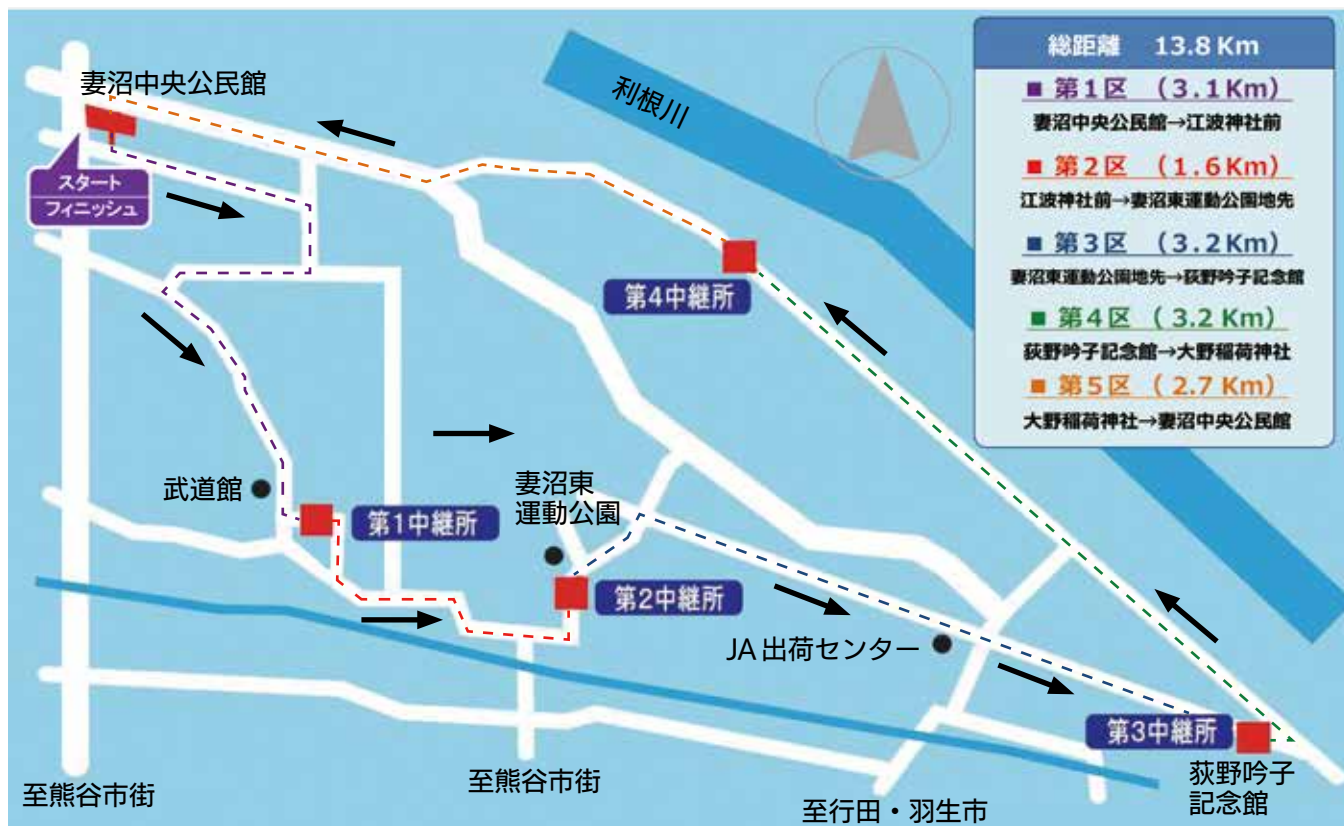 総距離 13.8Km
■ 第1区 (3.1Km)
妻沼中央公民館→江波神社前
■ 第2区 (1.6Km)
江波神社前→妻沼東運動公園地先
■ 第3区 (3.2Km)
妻沼東運動公園地先→荻野吟子記念館
■ 第4区 (3.2Km)
荻野吟子記念館→大野稲荷神社
■ 第5区 (2.7Km)
大野稲荷神社→妻沼中央公民館
妻沼中央公民館
利根川
スタート
フィニッシュ
第4中継所
武道館
妻沼東
運動公園
第1中継所
第2中継所
JA出荷センター
第3中継所
荻野吟子
記念館
至熊谷市街
至熊谷市街
至行田・羽生市